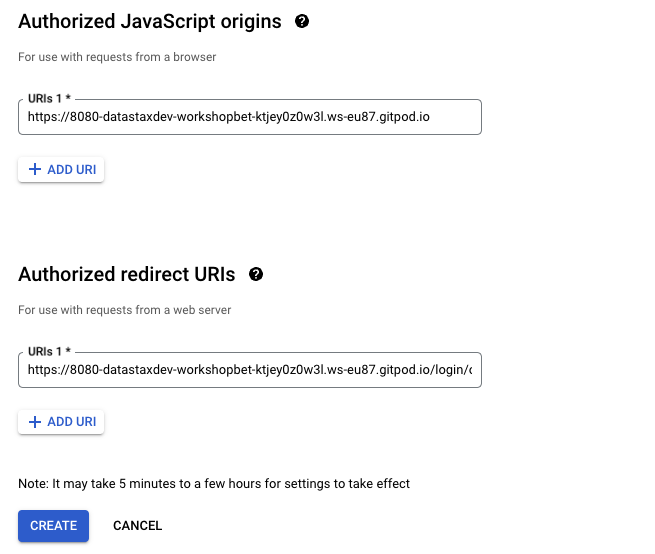 Authorized JavaScript origins
For use with requests from a browser
URIs 1 *
https://8080-datastaxdev-workshopbet-ktjey0z0w3l.ws-eu87.gitpod.io
+ ADD URI
Authorized redirect URIs
For use with requests from a web server
URIs 1 *
https://8080-datastaxdev-workshopbet-ktjey0z0w3l.ws-eu87.gitpod.io/login/
+ ADD URI
Note: It may take 5 minutes to a few hours for settings to take effect
CREATE CANCEL